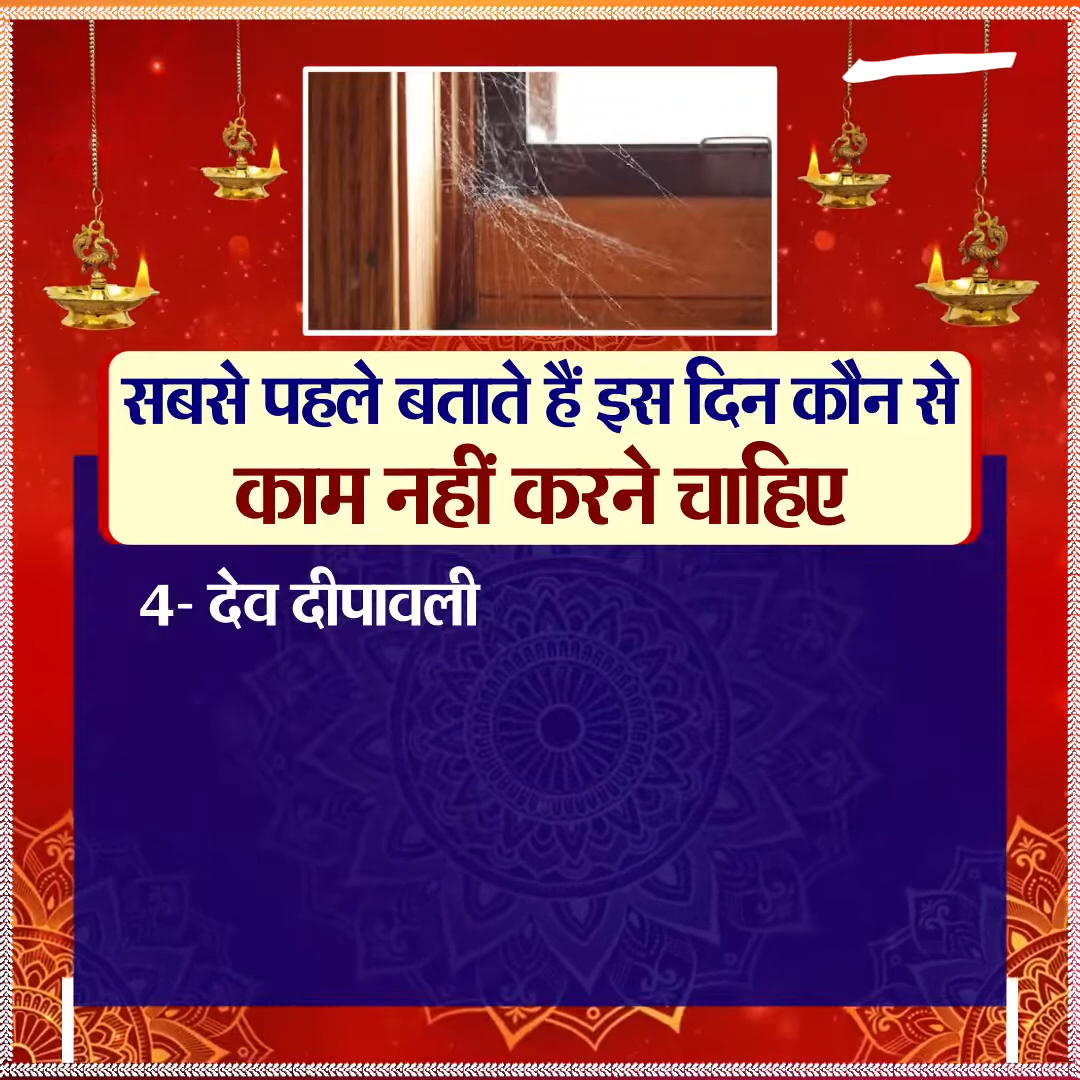 सबसे पहले बताते हैं इस दिन कौन से
काम नहीं करने चाहिए
4- देव दीपावली